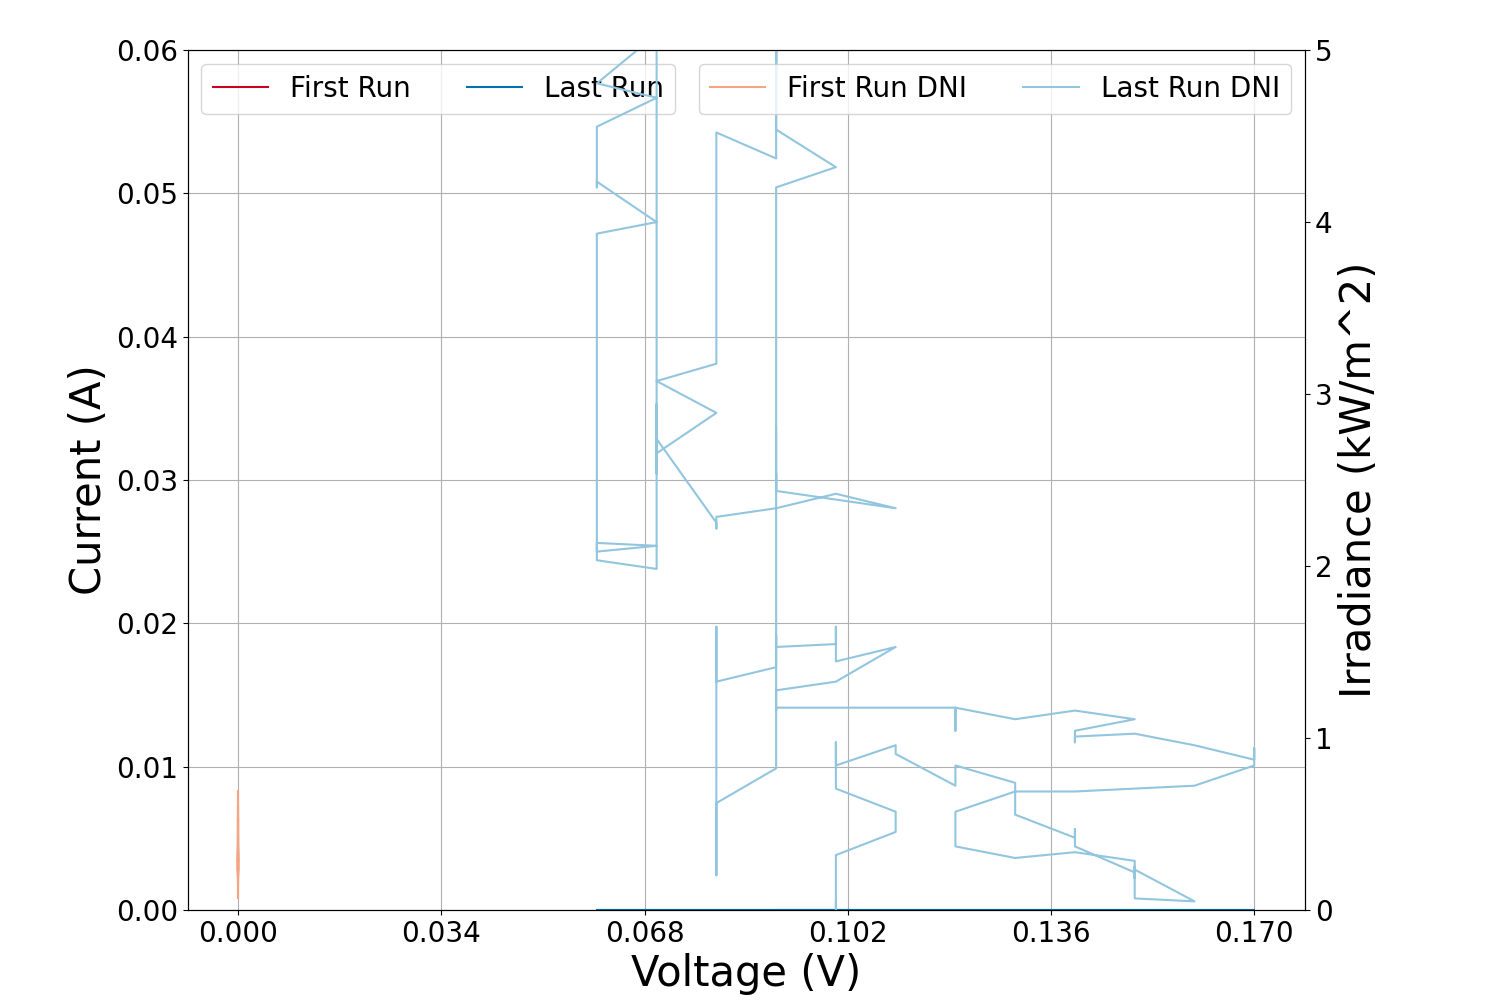 First Run
Last Run
First Run DNI
Last Run DNI
0.06
0.05
0.04
0.03
0.02
0.01
0.00
Current (A)
5
4
3
2
1
0
Irradiance (kW/m^2)
0.000 0.034 0.068 0.102 0.136 0.170
Voltage (V)